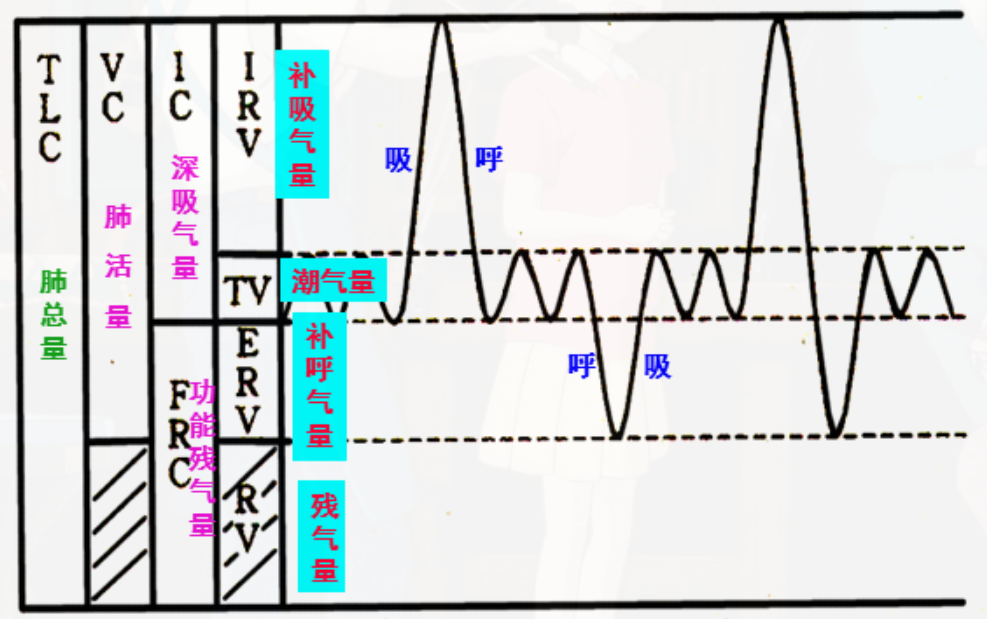 TLC
肺总量
VC
肺活量
IC
深吸气量
FRC
功能残气量
IRV
补吸气量
TV
潮气量
ERV
补呼气量
RV
残气量
吸
呼
呼
吸